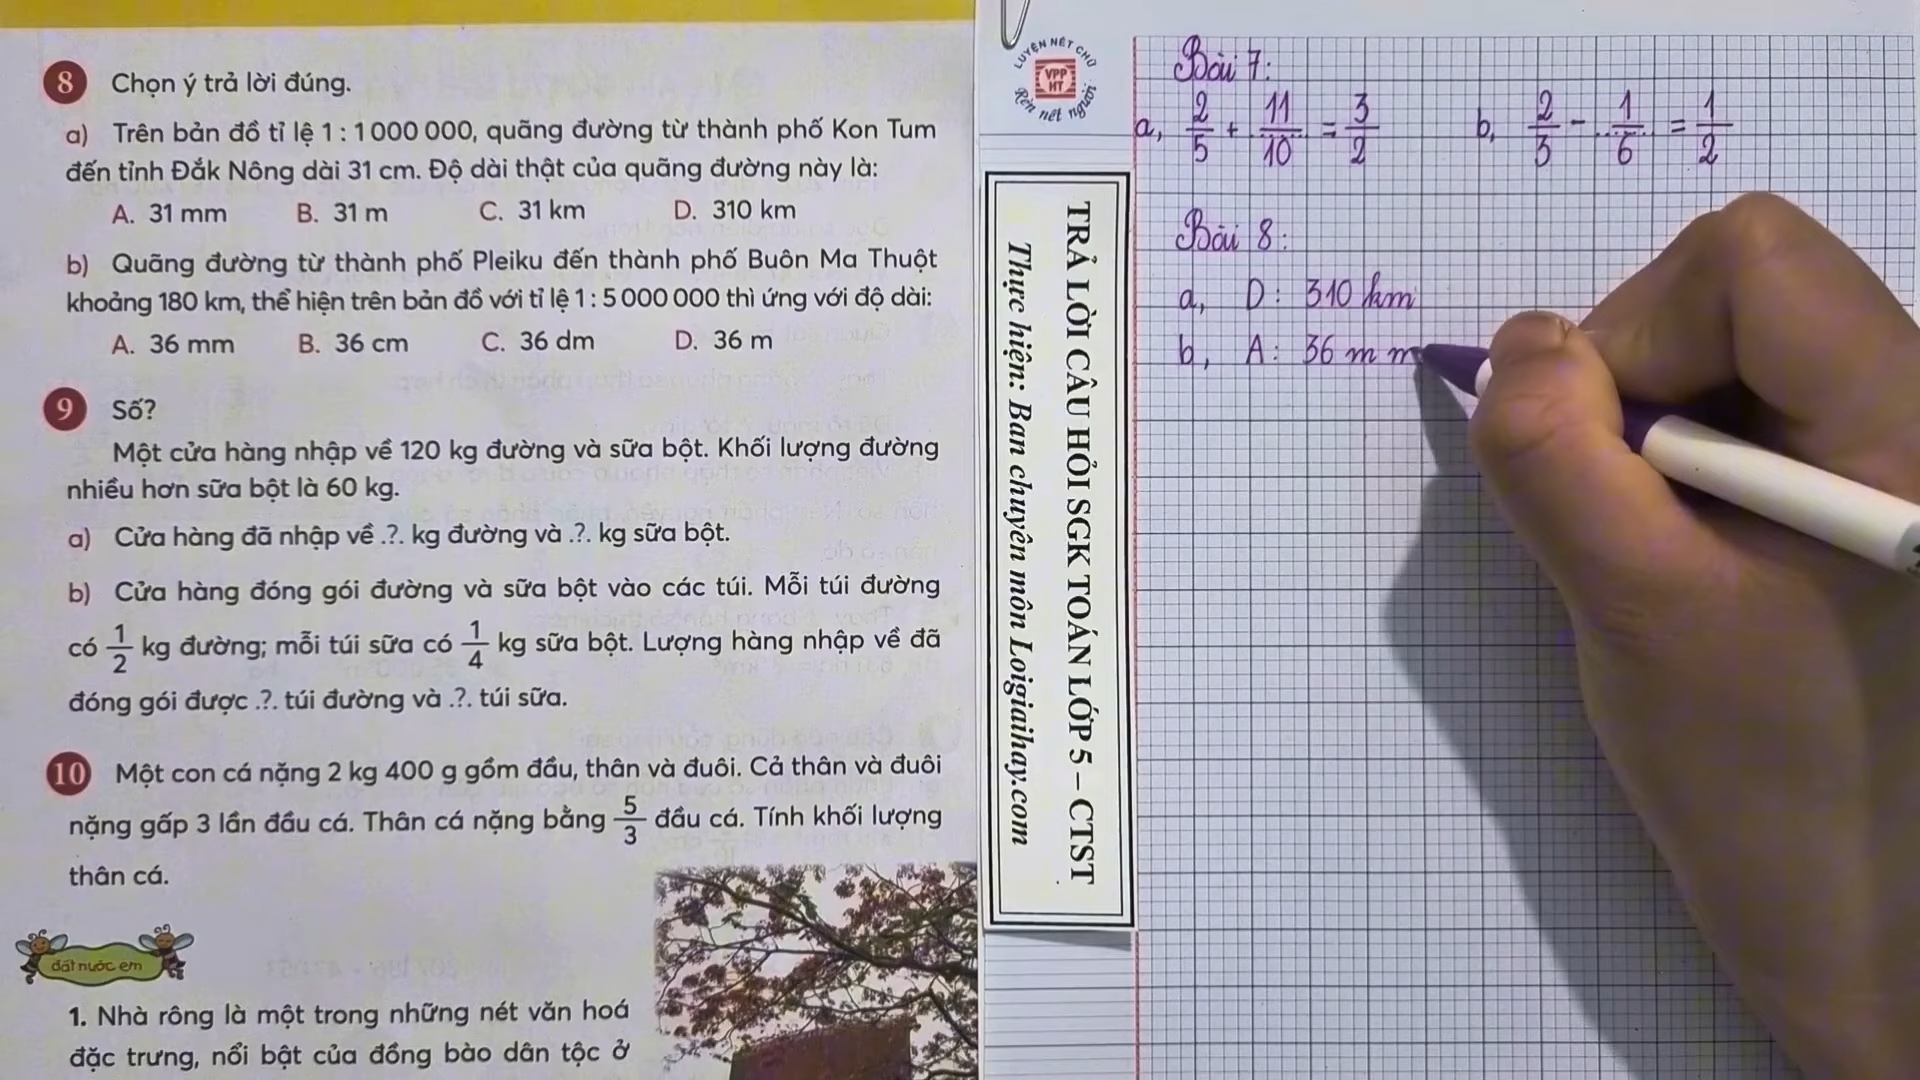 8 Chọn ý trả lời đúng.
a) Trên bản đồ tỉ lệ 1 : 1 000 000, quãng đường từ thành phố Kon Tum
đến tỉnh Đắk Nông dài 31 cm. Độ dài thật của quãng đường này là:
A. 31 mm B. 31 m C. 31 km D. 310 km
b) Quãng đường từ thành phố Pleiku đến thành phố Buôn Ma Thuột
khoảng 180 km, thể hiện trên bản đồ với tỉ lệ 1 : 5 000 000 thì ứng với độ dài:
A. 36 mm B. 36 cm C. 36 dm D. 36 m
9 Số?
Một cửa hàng nhập về 120 kg đường và sữa bột. Khối lượng đường
nhiều hơn sữa bột là 60 kg.
a) Cửa hàng đã nhập về .?. kg đường và .?. kg sữa bột.
b) Cửa hàng đóng gói đường và sữa bột vào các túi. Mỗi túi đường
có 1/2 kg đường; mỗi túi sữa có 1/4 kg sữa bột. Lượng hàng nhập về đã
đóng gói được .?. túi đường và .?. túi sữa.
10 Một con cá nặng 2 kg 400 g gồm đầu, thân và đuôi. Cả thân và đuôi
nặng gấp 3 lần đầu cá. Thân cá nặng bằng 5/3 đầu cá. Tính khối lượng
thân cá.
đất nước em
1. Nhà rông là một trong những nét văn hoá
đặc trưng, nổi bật của đồng bào dân tộc ở
LUYỆN NÉT CHỮ
VPP
HT
Rèn nết người
TRẢ LỜI CÂU HỎI SGK TOÁN LỚP 5 – CTST
Thực hiện: Ban chuyên môn Loigiaihay.com
Bài 7:
a, 2/5 + 11/10 = 3/2 b, 2/3 - 1/6 = 1/2
Bài 8:
a, D: 310 km
b, A: 36 mm